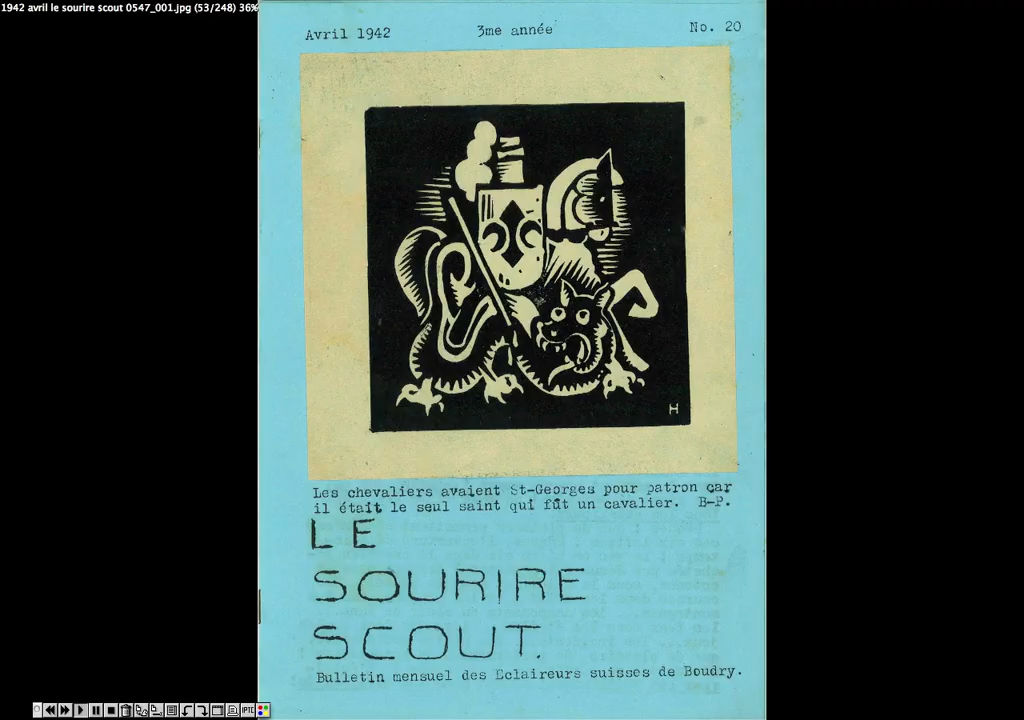 1942 avril le sourire scout 0547_001.jpg (53/248) 36%
Avril 1942 3me année No. 20
H
Les chevaliers avaient St-Georges pour patron car
il était le seul saint qui fût un cavalier. B-P.
LE
SOURIRE
SCOUT.
Bulletin mensuel des Eclaireurs suisses de Boudry.
IPTC